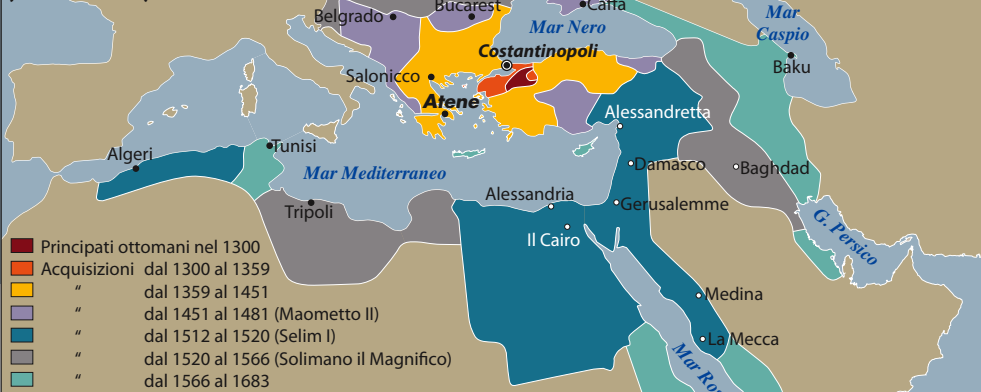 Belgrado
Bucarest
Caffa
Mar
Caspio
Mar Nero
Costantinopoli
Baku
Salonicco
Atene
Alessandretta
Algeri
Tunisi
Mar Mediterraneo
Damasco
Baghdad
Alessandria
Gerusalemme
Tripoli
Il Cairo
G. Persico
Medina
La Mecca
Mar Ros
Principati ottomani nel 1300
Acquisizioni dal 1300 al 1359
“ dal 1359 al 1451
“ dal 1451 al 1481 (Maometto II)
“ dal 1512 al 1520 (Selim I)
“ dal 1520 al 1566 (Solimano il Magnifico)
“ dal 1566 al 1683